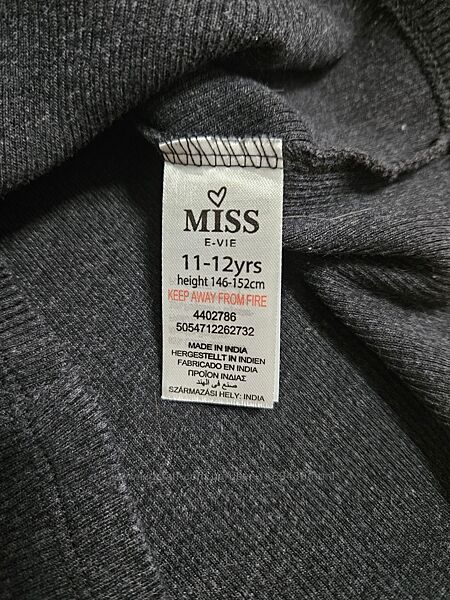 MISS
E-VIE
11-12yrs
height 146-152cm
KEEP AWAY FROM FIRE
4402786
5054712262732
MADE IN INDIA
HERGESTELLT IN INDIEN
FABRICADO EN INDIA
ΠΡΟΪΟΝ ΙΝΔΙΑΣ
صنع في الهند
SZÁRMAZÁSI HELY: INDIA